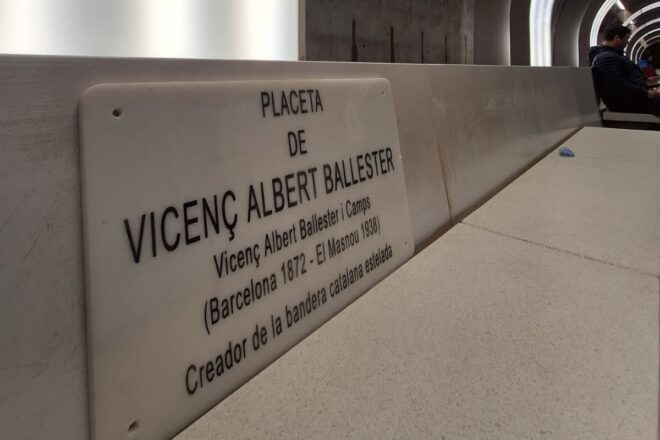 PLACETA
DE
VICENÇ ALBERT BALLESTER
Vicenç Albert Ballester i Camps
(Barcelona 1872 - El Masnou 1938)
Creador de la bandera catalana estelada